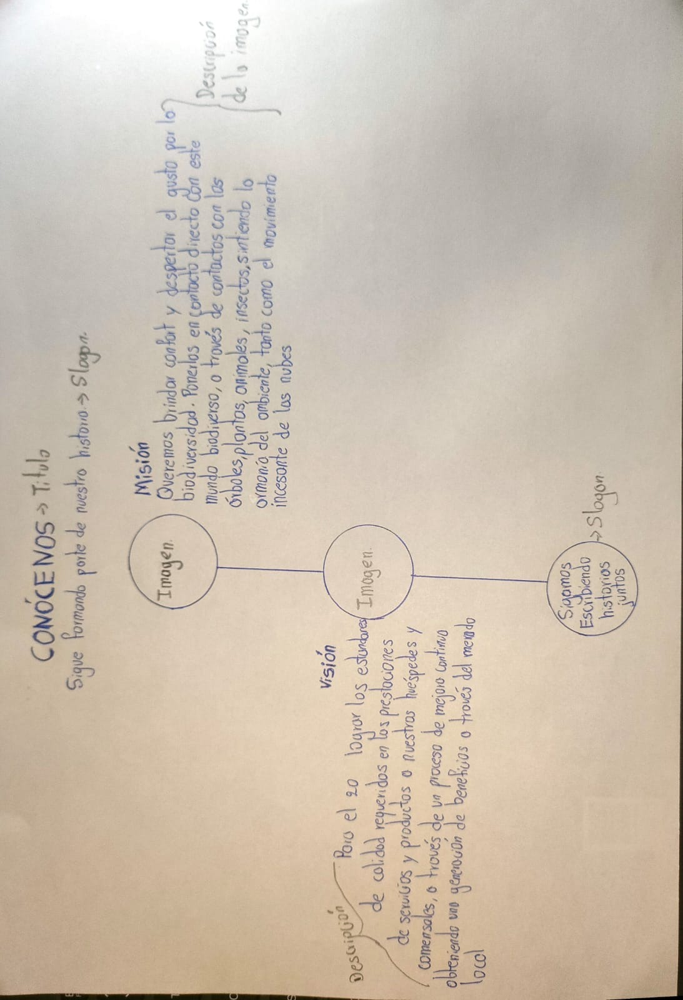 CONÓCENOS → Título
Sigue formando parte de nuestra historia. → Slogan.
Misión
Queremos brindar confort y despertar el gusto por la
biodiversidad. Ponerlos en contacto directo con este
mundo biodiverso, a través de contactos con las
árboles, plantas, animales, insectos, sintiendo la
armonía del ambiente, tanto como el movimiento
incesante de las nubes
Descripción
de la imagen.
Imagen.
Visión
Imagen.
Descripción
Para el 20 lograr los estandares
de calidad requeridos en las prestaciones
de servicios y productos a nuestras huéspedes y
comensales, a través de un proceso de mejora continua
obteniendo una generación de beneficios a través del mercado
local
Sigamos
Escribiendo
historias
juntos
→ Slogan.